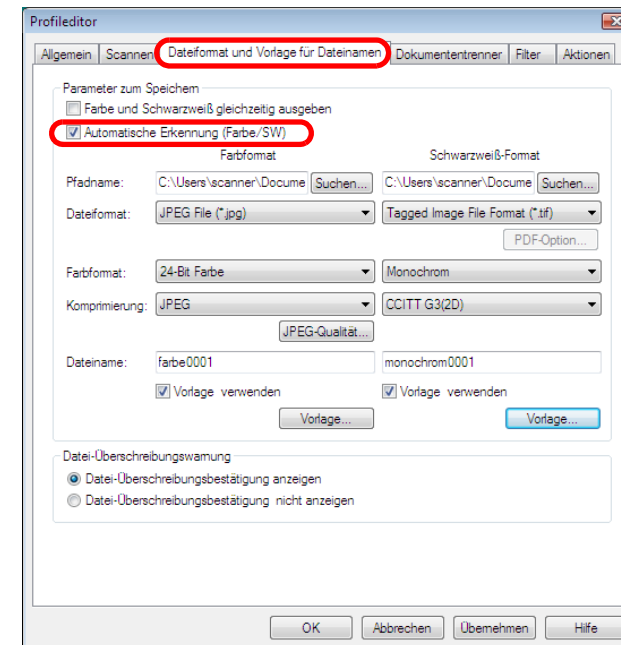 Profileditor
Allgemein Scannen Dateiformat und Vorlage für Dateinamen Dokumententrenner Filter Aktionen
Parameter zum Speichern
Farbe und Schwarzweiß gleichzeitig ausgeben
Automatische Erkennung (Farbe/SW)
Farbformat Schwarzweiß-Format
Pfadname: C:\Users\scanner\Docume Suchen... C:\Users\scanner\Docume Suchen...
Dateiformat: JPEG File (*.jpg) Tagged Image File Format (*.tif)
PDF-Option...
Farbformat: 24-Bit Farbe Monochrom
Komprimierung: JPEG CCITT G3(2D)
JPEG-Qualität...
Dateiname: farbe0001 monochrom0001
Vorlage verwenden Vorlage verwenden
Vorlage... Vorlage...
Datei-Überschreibungswarnung
Datei-Überschreibungsbestätigung anzeigen
Datei-Überschreibungsbestätigung nicht anzeigen
OK Abbrechen Übernehmen Hilfe